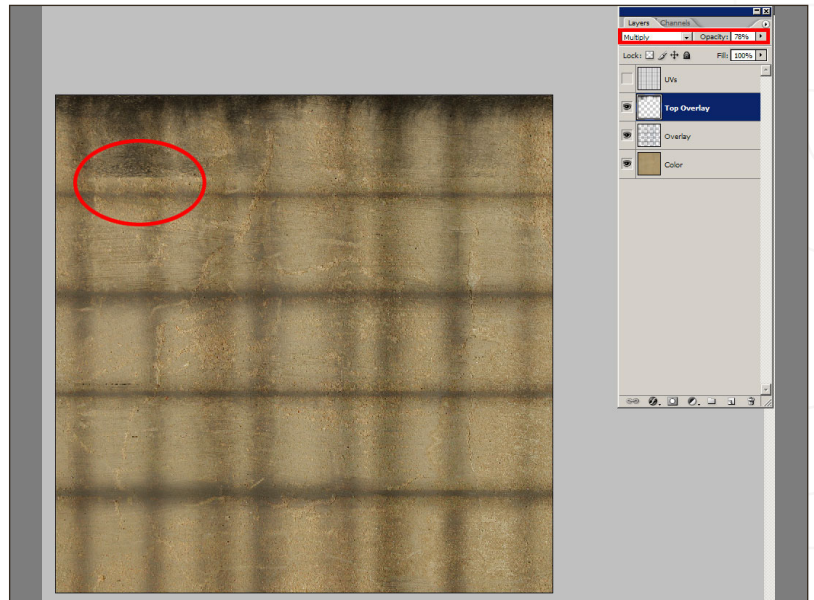 Layers Channels
Multiply Opacity: 78%
Lock: Fill: 100%
UVs
Top Overlay
Overlay
Color